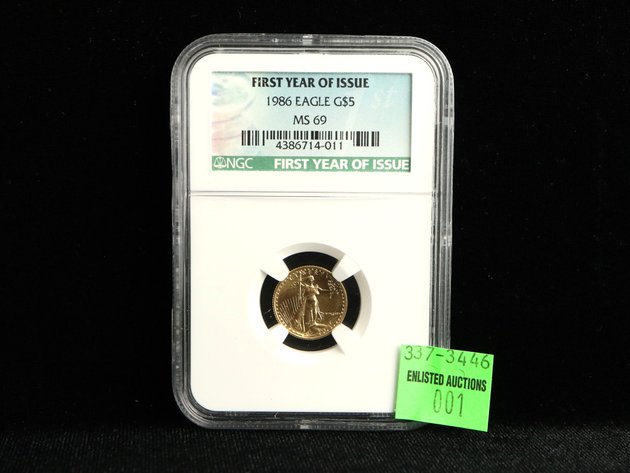 FIRST YEAR OF ISSUE
1986 EAGLE G$5
MS 69
4386714-011
NGC FIRST YEAR OF ISSUE
337-3446
ENLISTED AUCTIONS
001